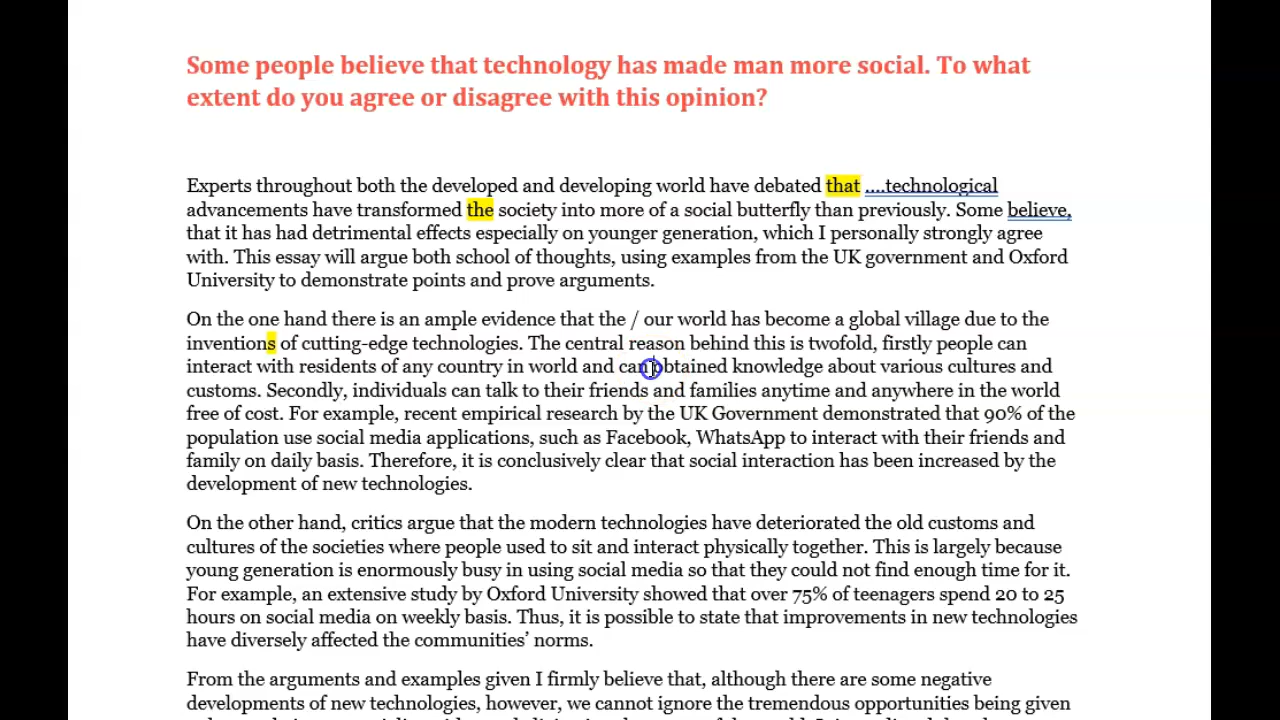 Some people believe that technology has made man more social. To what
extent do you agree or disagree with this opinion?
Experts throughout both the developed and developing world have debated that ....technological
advancements have transformed the society into more of a social butterfly than previously. Some believe,
that it has had detrimental effects especially on younger generation, which I personally strongly agree
with. This essay will argue both school of thoughts, using examples from the UK government and Oxford
University to demonstrate points and prove arguments.
On the one hand there is an ample evidence that the / our world has become a global village due to the
inventions of cutting-edge technologies. The central reason behind this is twofold, firstly people can
interact with residents of any country in world and can obtained knowledge about various cultures and
customs. Secondly, individuals can talk to their friends and families anytime and anywhere in the world
free of cost. For example, recent empirical research by the UK Government demonstrated that 90% of the
population use social media applications, such as Facebook, WhatsApp to interact with their friends and
family on daily basis. Therefore, it is conclusively clear that social interaction has been increased by the
development of new technologies.
On the other hand, critics argue that the modern technologies have deteriorated the old customs and
cultures of the societies where people used to sit and interact physically together. This is largely because
young generation is enormously busy in using social media so that they could not find enough time for it.
For example, an extensive study by Oxford University showed that over 75% of teenagers spend 20 to 25
hours on social media on weekly basis. Thus, it is possible to state that improvements in new technologies
have diversely affected the communities’ norms.
From the arguments and examples given I firmly believe that, although there are some negative
developments of new technologies, however, we cannot ignore the tremendous opportunities being given